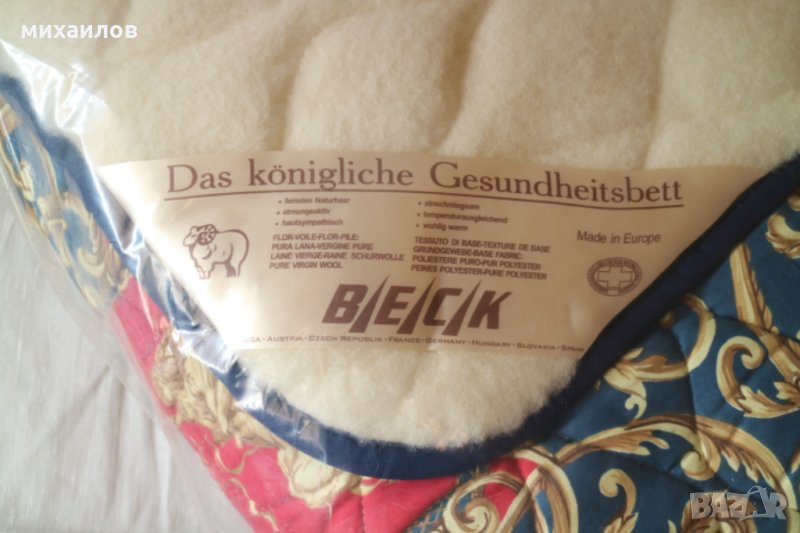 михаилов
Das königliche Gesundheitsbett
• feinstes Naturhaar
• atmungsaktiv
• hautsympathisch
• anschmiegsam
• temperaturausgleichend
• wohlig warm
FLOR-VOILE-FLOR-PILE:
PURA LANA-VERGINE PURE
LAINE VIERGE-RAINE SCHURWOLLE
PURE VIRGIN WOOL
TESSUTO DI BASE-TEXTURE DE BASE
GRUNDGEWEBE-BASE FABRIC:
POLIESTERE PURO-PUR POLYESTER
PEINES POLYESTER-PURE POLYESTER
Made in Europe
B/E/C/K
USA - AUSTRIA - CZECH REPUBLIK - FRANCE - GERMANY - HUNGARY - SLOVAKIA - SPAIN
BAZAR